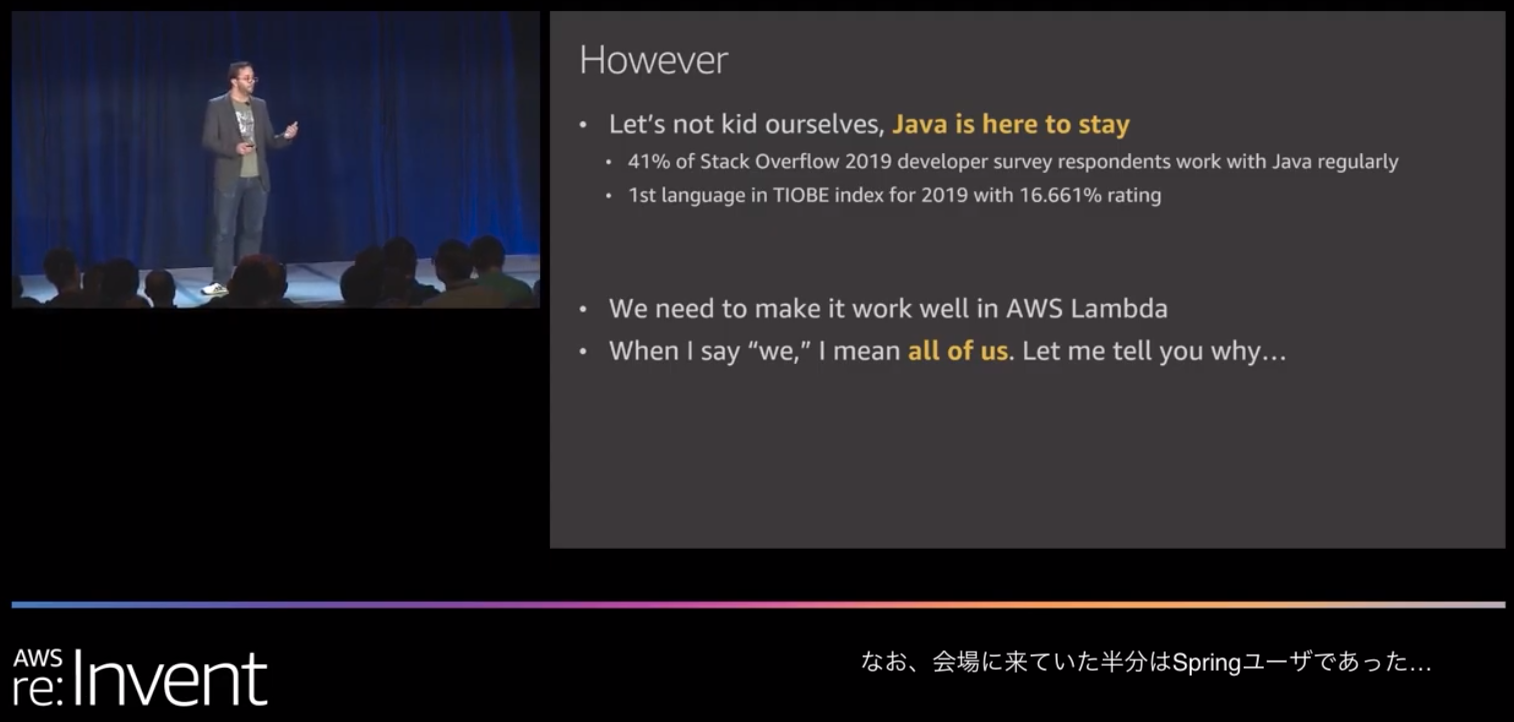 However
• Let's not kid ourselves, Java is here to stay
• 41% of Stack Overflow 2019 developer survey respondents work with Java regularly
• 1st language in TIOBE index for 2019 with 16.661% rating
• We need to make it work well in AWS Lambda
• When I say “we,” I mean all of us. Let me tell you why…
AWS
re:Invent
なお、会場に来ていた半分はSpringユーザであった…